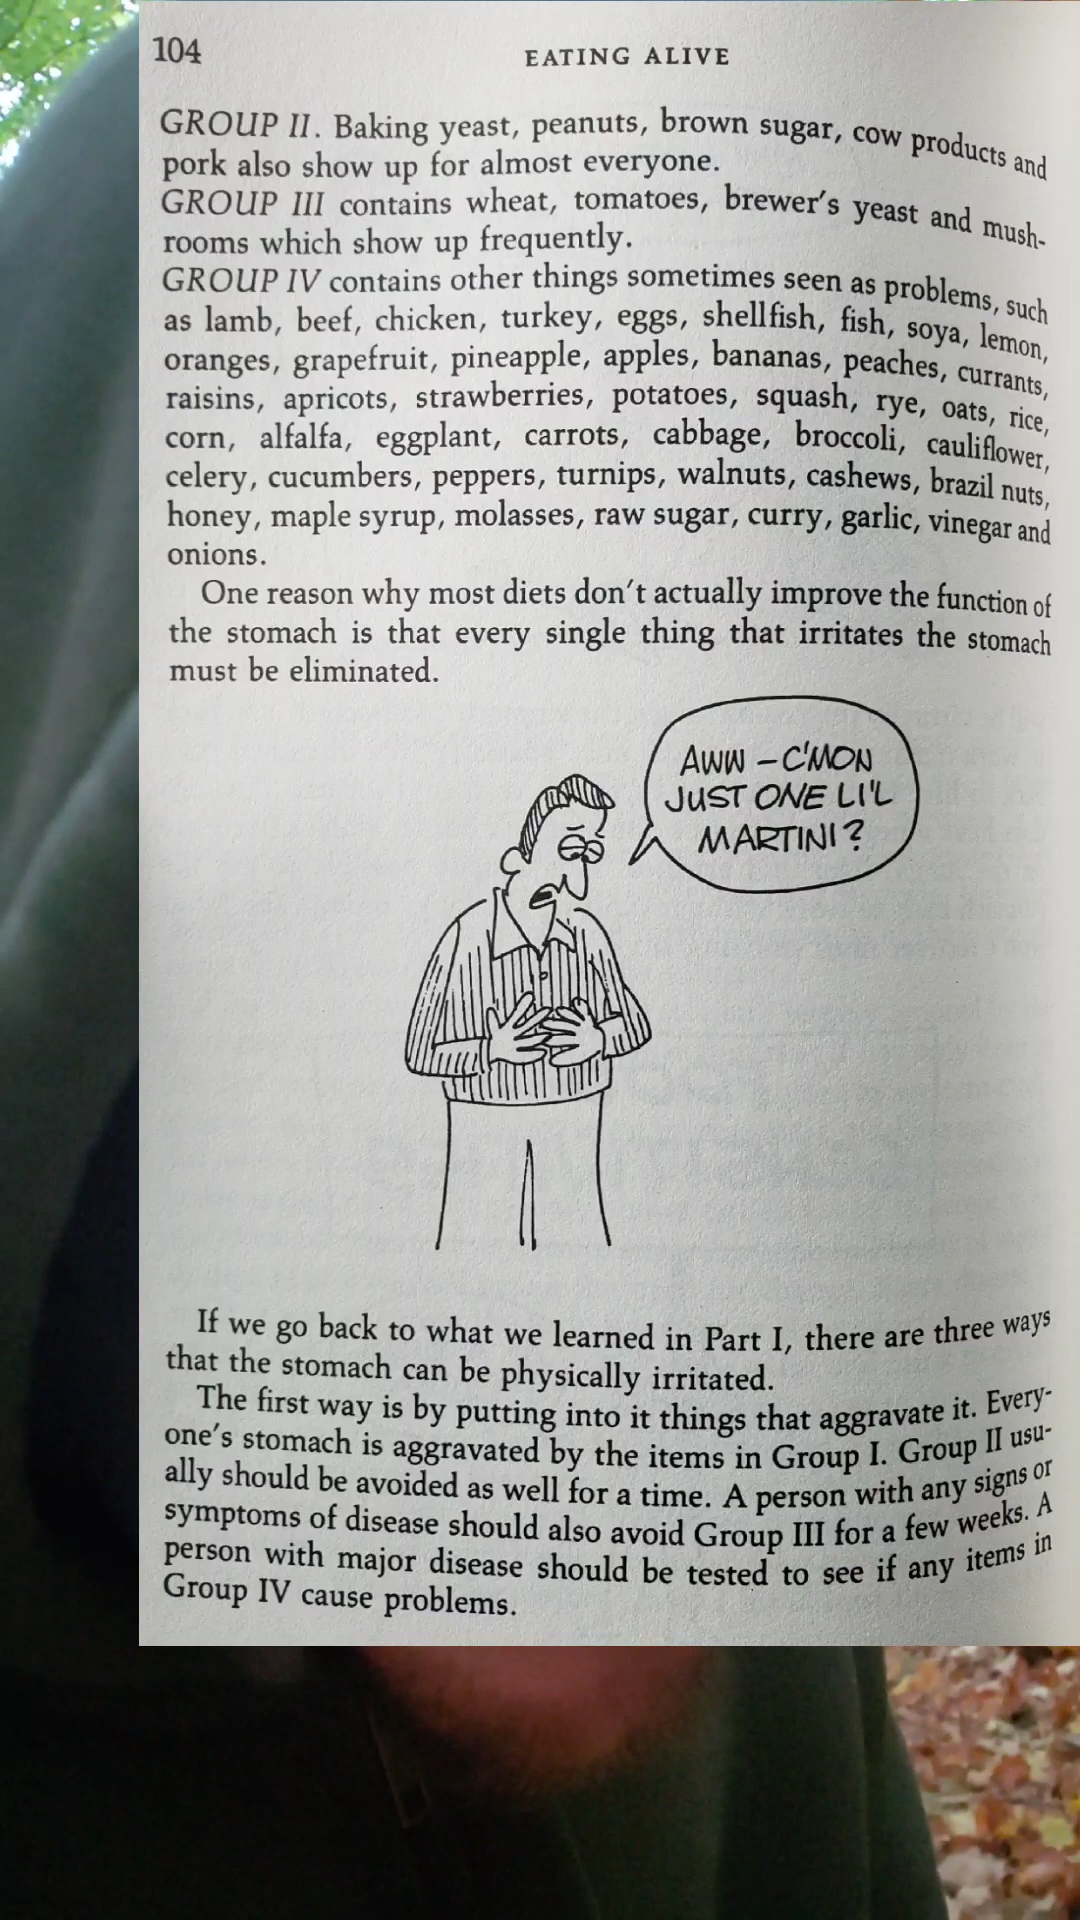 104
EATING ALIVE
GROUP II. Baking yeast, peanuts, brown sugar, cow products and
pork also show up for almost everyone.
GROUP III contains wheat, tomatoes, brewer's yeast and mush-
rooms which show up frequently.
GROUP IV contains other things sometimes seen as problems, such
as lamb, beef, chicken, turkey, eggs, shellfish, fish, soya, lemon,
oranges, grapefruit, pineapple, apples, bananas, peaches, currants,
raisins, apricots, strawberries, potatoes, squash, rye, oats, rice,
corn, alfalfa, eggplant, carrots, cabbage, broccoli, cauliflower,
celery, cucumbers, peppers, turnips, walnuts, cashews, brazil nuts,
honey, maple syrup, molasses, raw sugar, curry, garlic, vinegar and
onions.
One reason why most diets don't actually improve the function of
the stomach is that every single thing that irritates the stomach
must be eliminated.
AWW – C'MON
JUST ONE LI'L
MARTINI?
If we go back to what we learned in Part I, there are three ways
that the stomach can be physically irritated.
The first way is by putting into it things that aggravate it. Every-
one's stomach is aggravated by the items in Group I. Group II usu-
ally should be avoided as well for a time. A person with any signs or
symptoms of disease should also avoid Group III for a few weeks. A
person with major disease should be tested to see if any items in
Group IV cause problems.